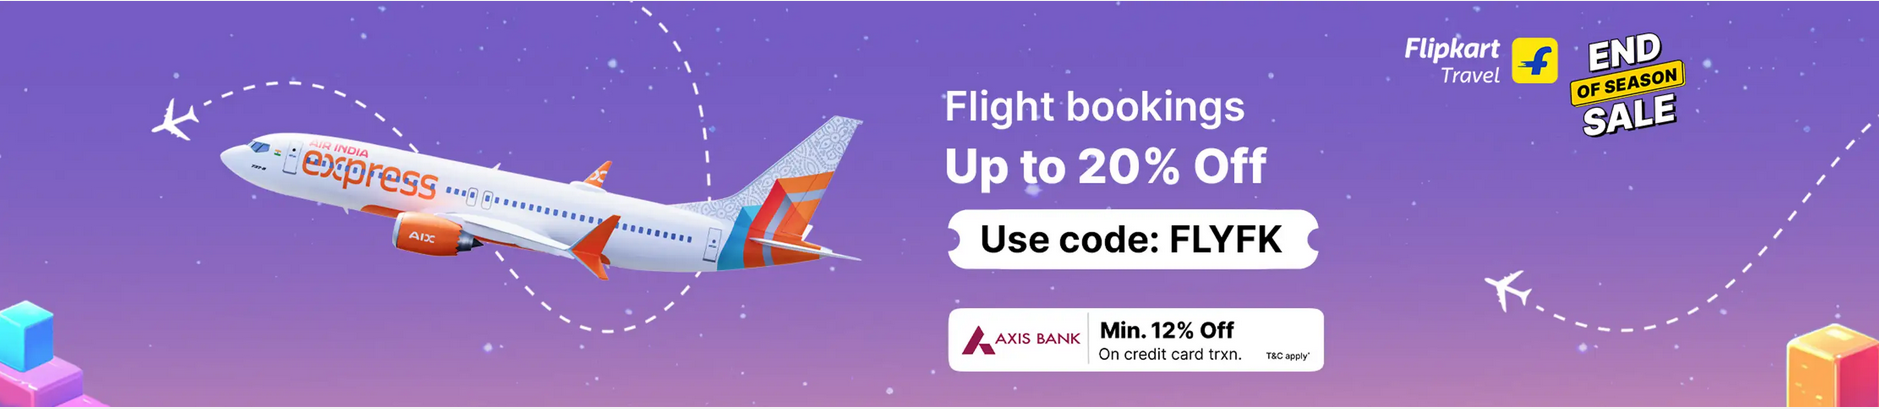 Flipkart
Travel
END
OF SEASON
SALE
AIR INDIA
express
AIX
Flight bookings
Up to 20% Off
Use code: FLYFK
AXIS BANK
Min. 12% Off
On credit card trxn.
T&C apply*